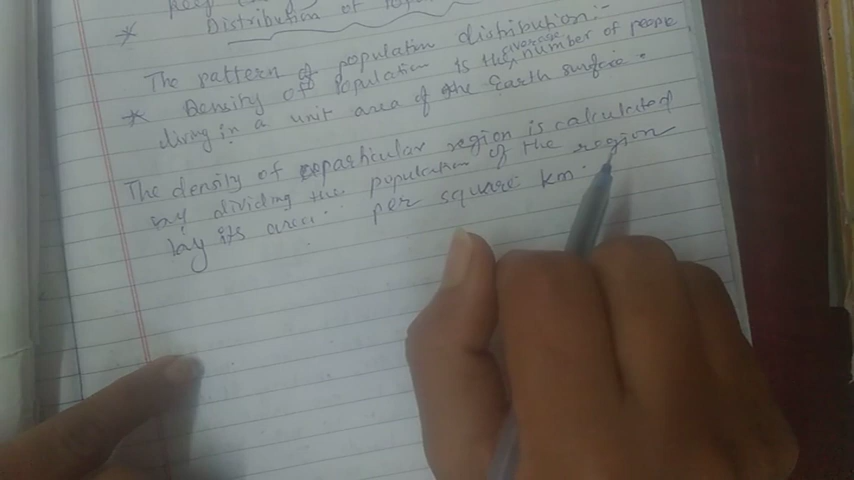 * Distribution of
The pattern of population distribution:-
* Density of Population is the average number of people,
living in a unit area of the Earth surface.
The density of particular region is calculated
by dividing the population of the region
by its area. per square km.